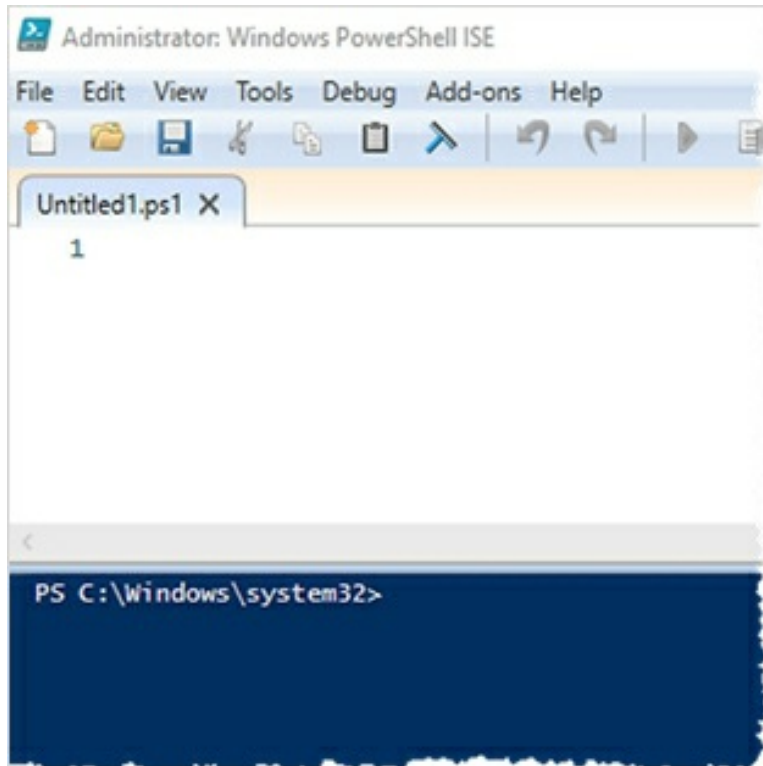 Administrator: Windows PowerShell ISE
File Edit View Tools Debug Add-ons Help
Untitled1.ps1 X
1
PS C:\Windows\system32>